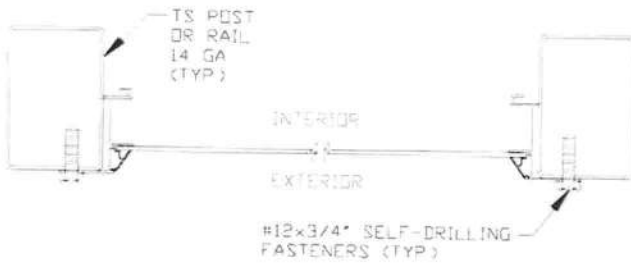 TS POST
OR RAIL
14 GA
(TYP)
INTERIOR
EXTERIOR
#12x3/4" SELF-DRILLING
FASTENERS (TYP)